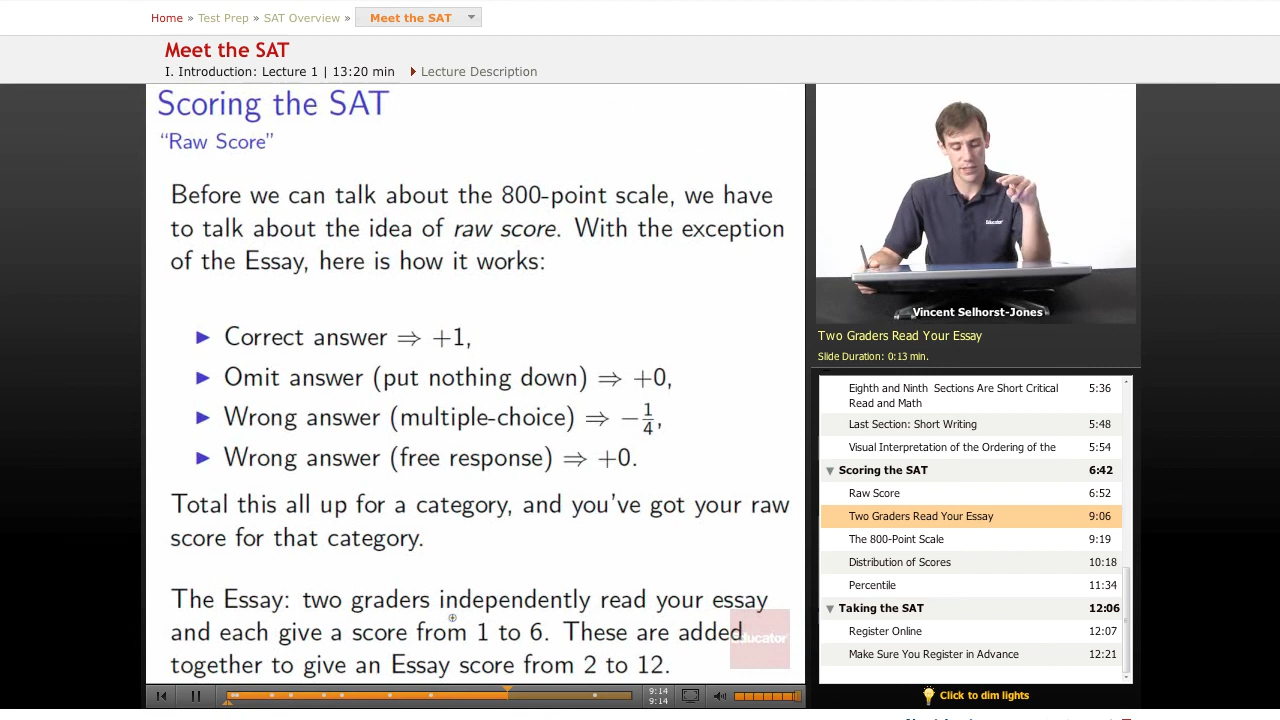 Home » Test Prep » SAT Overview » Meet the SAT
Meet the SAT
I. Introduction: Lecture 1 | 13:20 min Lecture Description
Scoring the SAT
“Raw Score”
Before we can talk about the 800-point scale, we have
to talk about the idea of raw score. With the exception
of the Essay, here is how it works:
Correct answer ⇒ +1,
Omit answer (put nothing down) ⇒ +0,
Wrong answer (multiple-choice) ⇒ −1/4,
Wrong answer (free response) ⇒ +0.
Total this all up for a category, and you’ve got your raw
score for that category.
The Essay: two graders independently read your essay
and each give a score from 1 to 6. These are added
together to give an Essay score from 2 to 12.
educator
9:14
9:14
Educator
Vincent Selhorst-Jones
Two Graders Read Your Essay
Slide Duration: 0:13 min.
Eighth and Ninth Sections Are Short Critical
Read and Math 5:36
Last Section: Short Writing 5:48
Visual Interpretation of the Ordering of the 5:54
Scoring the SAT 6:42
Raw Score 6:52
Two Graders Read Your Essay 9:06
The 800-Point Scale 9:19
Distribution of Scores 10:18
Percentile 11:34
Taking the SAT 12:06
Register Online 12:07
Make Sure You Register in Advance 12:21
Click to dim lights